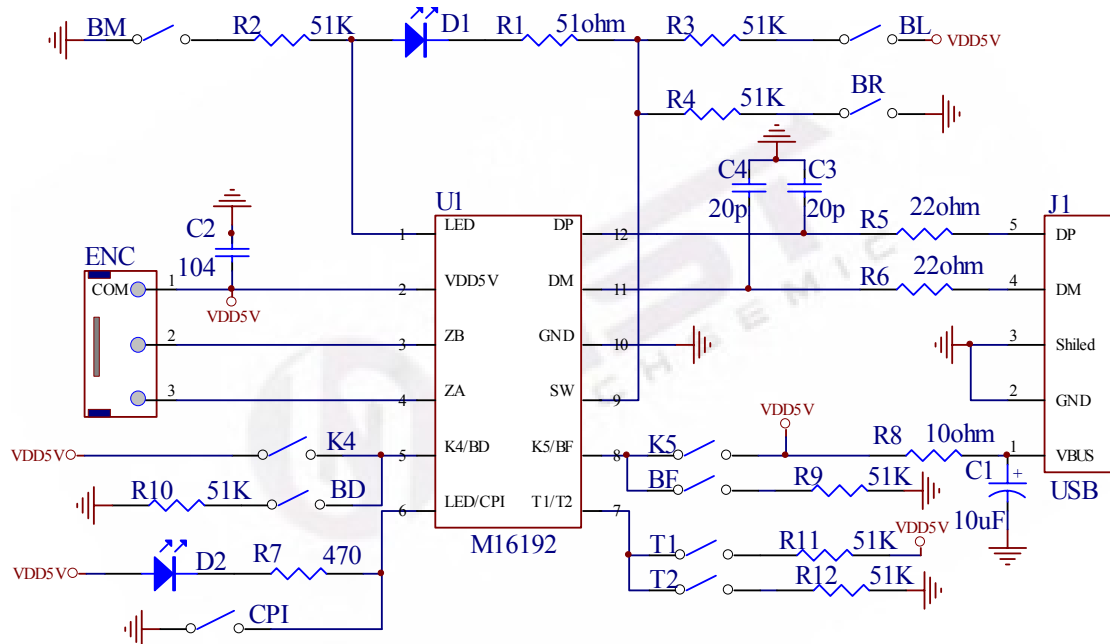 BM R2 51K D1 R1 51ohm R3 51K BL VDD5V
R4 51K BR
C4 C3
20p 20p
U1 J1
C2 104
ENC
COM 1
2
3
VDD5V
1 LED DP 12 R5 22ohm 5 DP
2 VDD5V DM 11 R6 22ohm 4 DM
3 ZB GND 10 3 Shiled
4 ZA SW 9 2 GND
VDD5V K4 5 K4/BD K5/BF 8 K5 VDD5V R8 10ohm 1 VBUS
R10 51K BD BF R9 51K C1 + 10uF USB
6 LED/CPI T1/T2 7
M16192
VDD5V D2 R7 470 T1 R11 51K VDD5V
CPI T2 R12 51K